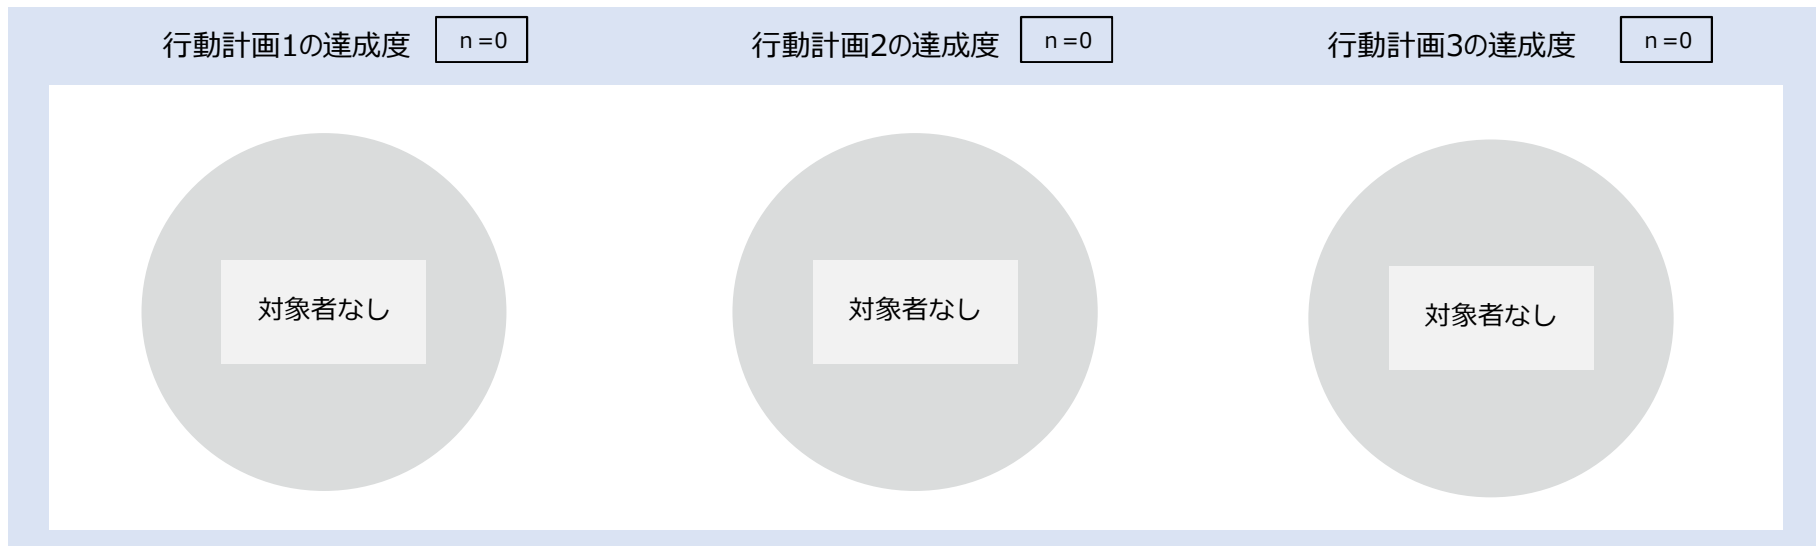 行動計画1の達成度
n =0
行動計画2の達成度
n =0
行動計画3の達成度
n =0
対象者なし
対象者なし
対象者なし